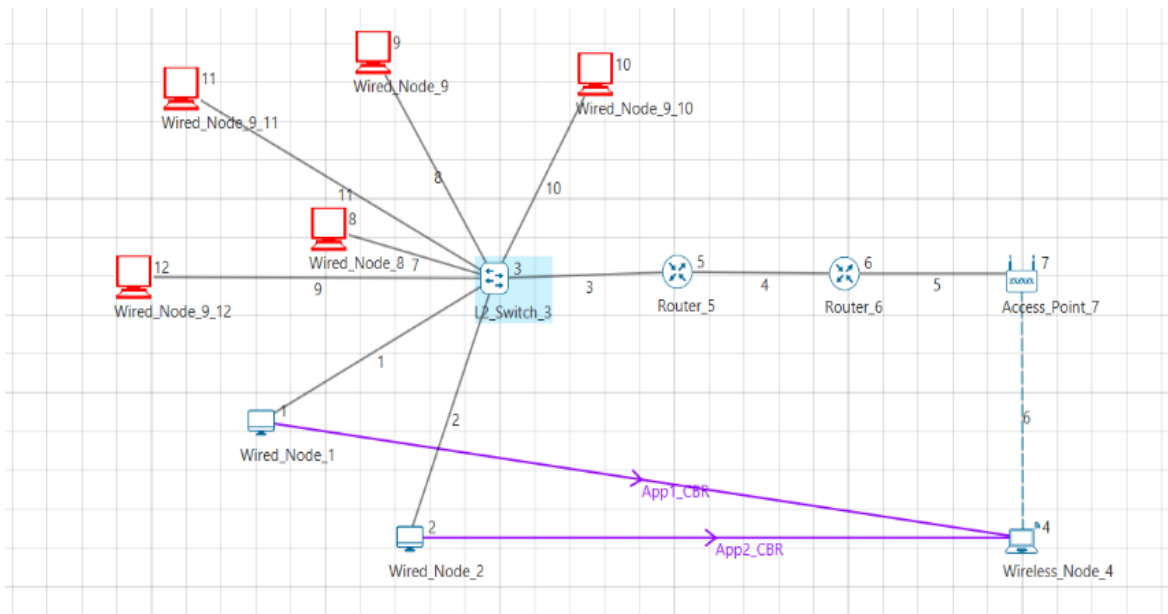 9
Wired_Node_9
10
Wired_Node_9_10
11
Wired_Node_9_11
8
10
11
8
Wired_Node_8
7
12
Wired_Node_9_12
9
3
L2_Switch_3
3
5
Router_5
4
6
Router_6
5
7
Access_Point_7
1
2
6
1
Wired_Node_1
App1_CBR
2
Wired_Node_2
App2_CBR
4
Wireless_Node_4